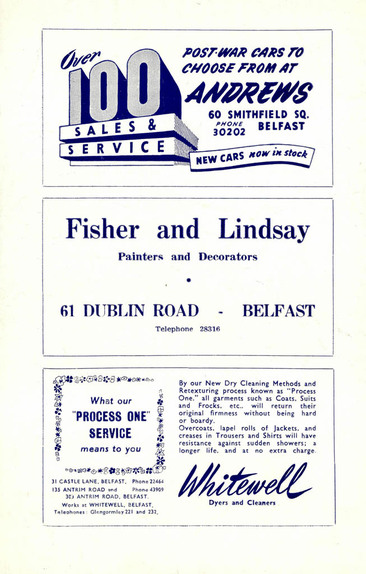 Over
100
SALES &
SERVICE
POST-WAR CARS TO
CHOOSE FROM AT
ANDREWS
60 SMITHFIELD SQ.
PHONE
30202 BELFAST
NEW CARS now in stock
Fisher and Lindsay
Painters and Decorators
61 DUBLIN ROAD - BELFAST
Telephone 28316
What our
"PROCESS ONE"
SERVICE
means to you
31 CASTLE LANE, BELFAST, Phone 22464
135 ANTRIM ROAD and Phone 43909
302 ANTRIM ROAD, BELFAST.
Works at WHITEWELL, BELFAST,
Telephones: Glengormley 221 and 232,
By our New Dry Cleaning Methods and
Retexturing process known as "Process
One," all garments such as Coats, Suits
and Frocks, etc., will return their
original firmness without being hard
or boardy.
Overcoats, lapel rolls of Jackets, and
creases in Trousers and Shirts will have
resistance against sudden showers; a
longer life, and at no extra charge
Whitewell
Dyers and Cleaners